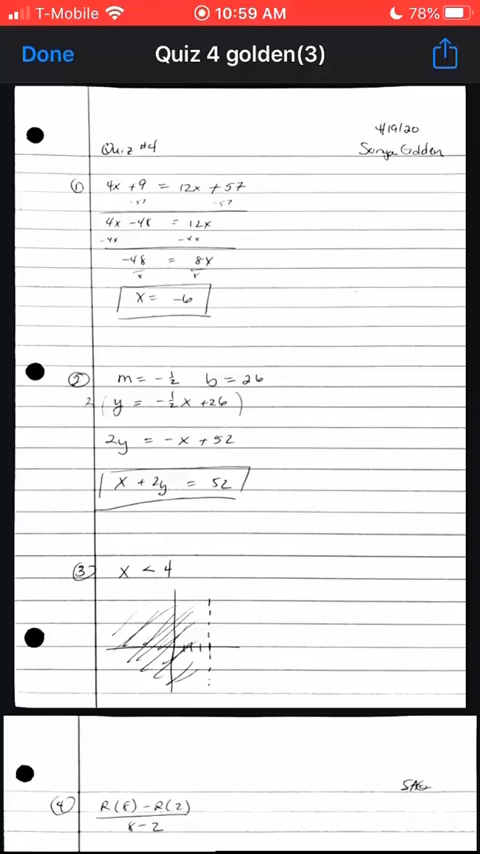 T-Mobile 10:59 AM 78%
Done Quiz 4 golden(3)
4/19/20
Quiz #4 Sonya Golden
① 4x + 9 = 12x + 57
-57 -57
4x - 48 = 12x
-4x -4x
-48 = 8x
8 8
x = -6
② m = -1/2 b = 26
2 (y = -1/2 x + 26)
2y = -x + 52
x + 2y = 52
③ x < 4
④ R(8) - R(2)
8 - 2